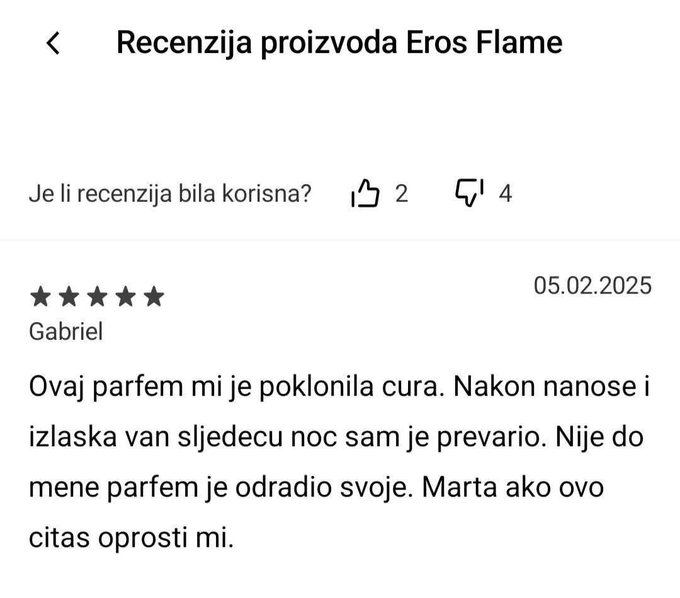 Recenzija proizvoda Eros Flame
Je li recenzija bila korisna? 2 4
05.02.2025
Gabriel
Ovaj parfem mi je poklonila cura. Nakon nanose i
izlaska van sljedecu noc sam je prevario. Nije do
mene parfem je odradio svoje. Marta ako ovo
citas oprosti mi.